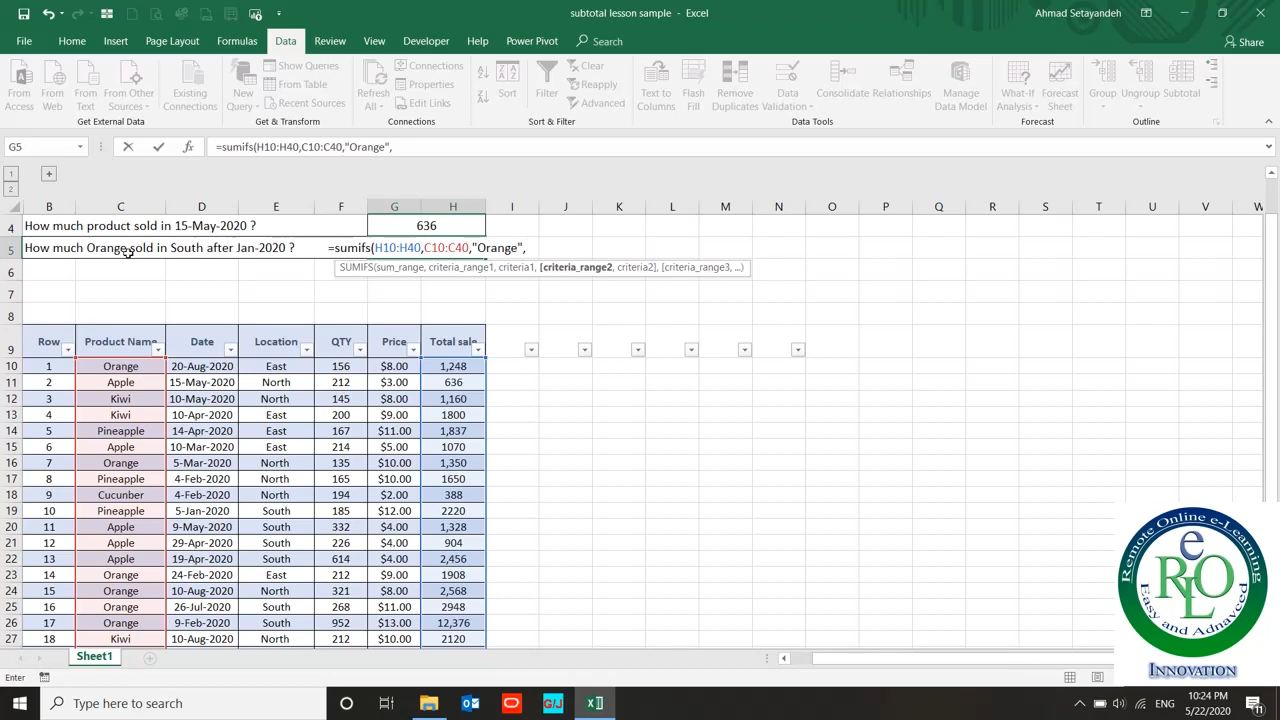 subtotal lesson sample - Excel
Ahmad Setayandeh
File Home Insert Page Layout Formulas Data Review View Developer Help Power Pivot Search Share
From Access
From Web
From Text
From Other Sources
Existing Connections
Get External Data
New Query
Show Queries
From Table
Recent Sources
Get & Transform
Refresh All
Connections
Properties
Edit Links
Connections
Sort
Filter
Clear
Reapply
Advanced
Sort & Filter
Text to Columns
Flash Fill
Remove Duplicates
Data Validation
Consolidate
Relationships
Manage Data Model
Data Tools
What-If Analysis
Forecast Sheet
Forecast
Group
Ungroup
Subtotal
Outline
G5 =sumifs(H10:H40,C10:C40,"Orange",
1
2
B C D E F G H I J K L M N O P Q R S T U V W
4 How much product sold in 15-May-2020 ? 636
5 How much Orange sold in South after Jan-2020 ? =sumifs(H10:H40,C10:C40,"Orange",
SUMIFS(sum_range, criteria_range1, criteria1, [criteria_range2, criteria2], [criteria_range3, ...)
6
7
8
9 Row Product Name Date Location QTY Price Total sale
10 1 Orange 20-Aug-2020 East 156 $8.00 1,248
11 2 Apple 15-May-2020 North 212 $3.00 636
12 3 Kiwi 10-May-2020 North 145 $8.00 1,160
13 4 Kiwi 10-Apr-2020 East 200 $9.00 1800
14 5 Pineapple 14-Apr-2020 East 167 $11.00 1,837
15 6 Apple 10-Mar-2020 East 214 $5.00 1070
16 7 Orange 5-Mar-2020 North 135 $10.00 1,350
17 8 Pineapple 4-Feb-2020 North 165 $10.00 1650
18 9 Cucunber 4-Feb-2020 North 194 $2.00 388
19 10 Pineapple 5-Jan-2020 South 185 $12.00 2220
20 11 Apple 9-May-2020 South 332 $4.00 1,328
21 12 Apple 29-Apr-2020 South 226 $4.00 904
22 13 Apple 19-Apr-2020 South 614 $4.00 2,456
23 14 Orange 24-Feb-2020 East 212 $9.00 1908
24 15 Orange 10-Aug-2020 South 321 $8.00 2,568
25 16 Orange 26-Jul-2020 South 268 $11.00 2948
26 17 Orange 9-Feb-2020 South 952 $13.00 12,376
27 18 Kiwi 10-Aug-2020 North 212 $10.00 2120
Remote Online e-Learning
e
RLO
Easy and Adnavced
INNOVATION
Sheet1
Enter
Type here to search
G/J
ENG
10:24 PM
5/22/2020
11